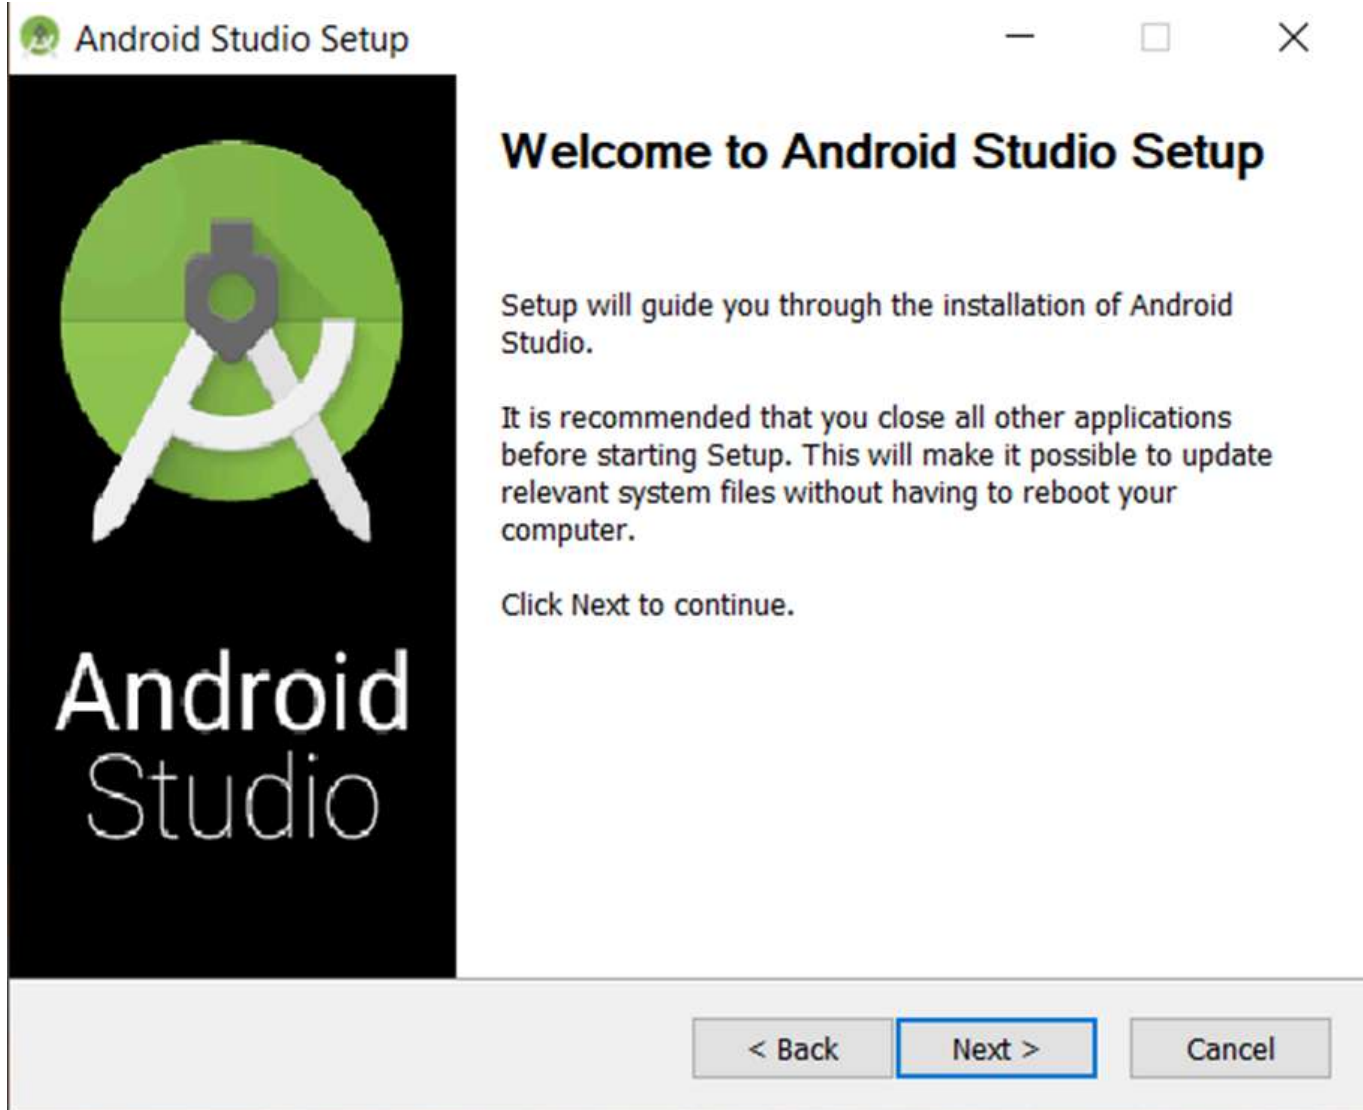 Android Studio Setup
Welcome to Android Studio Setup
Setup will guide you through the installation of Android
Studio.
It is recommended that you close all other applications
before starting Setup. This will make it possible to update
relevant system files without having to reboot your
computer.
Click Next to continue.
Android
Studio
< Back
Next >
Cancel